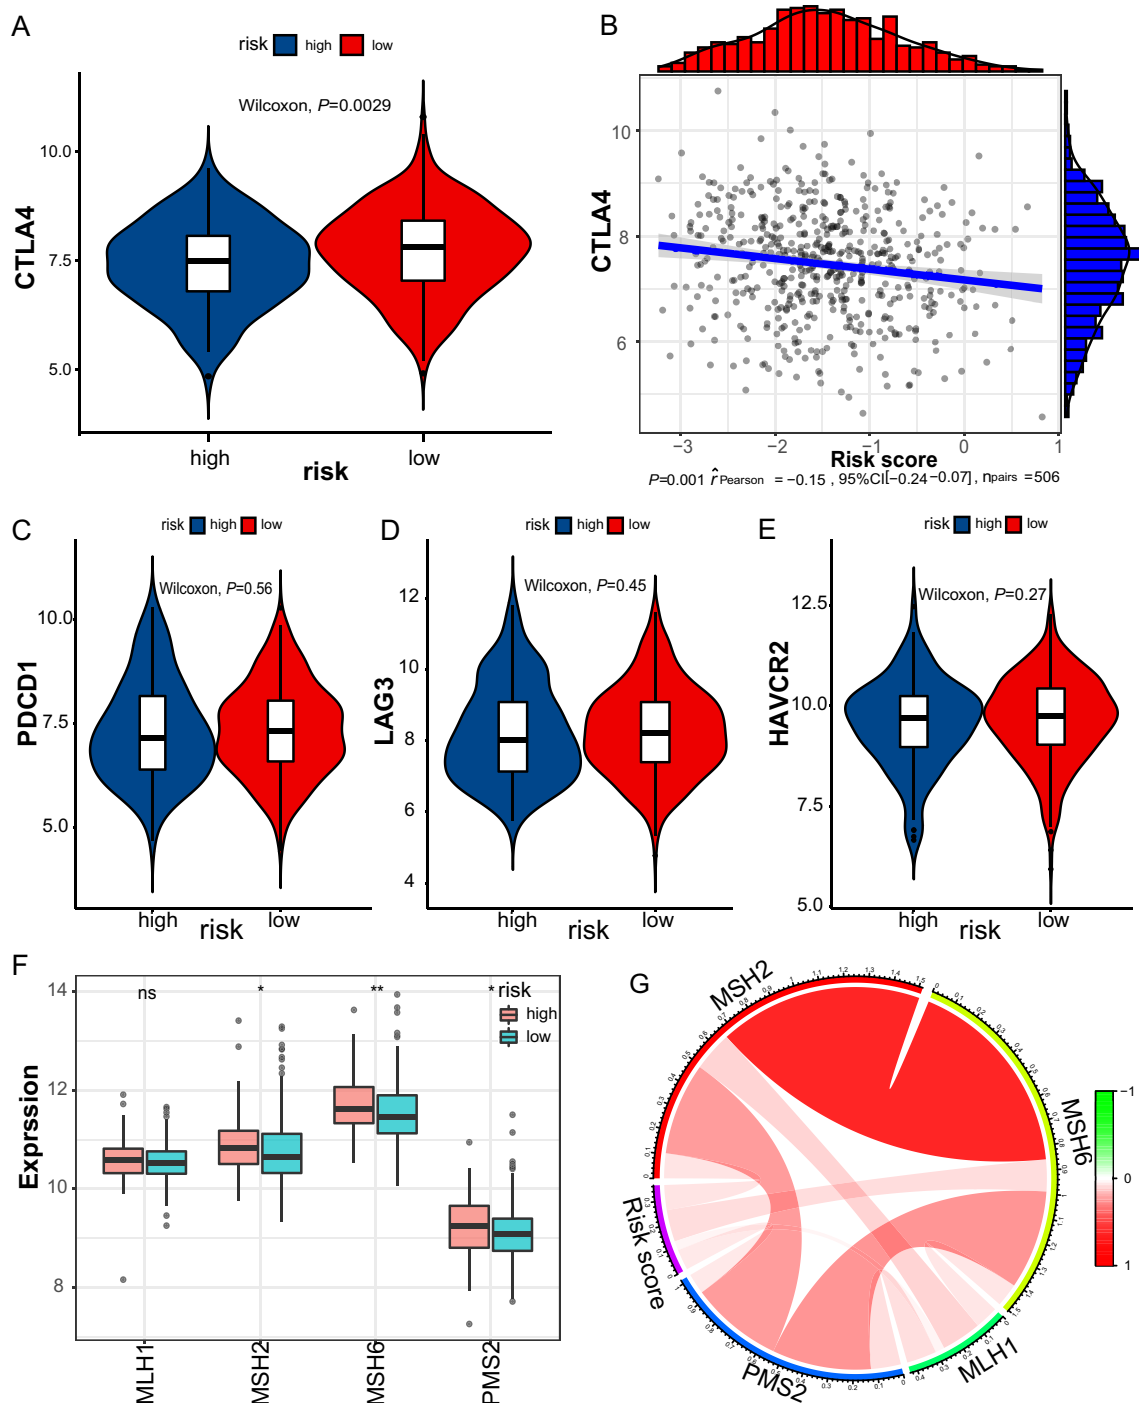 A
risk high low
Wilcoxon, P=0.0029
CTLA4
10.0
7.5
5.0
high low
risk
B
CTLA4
10
8
6
−3 −2 −1 0 1
Risk score
P=0.001 r̂ Pearson = −0.15 , 95%CI[−0.24 −0.07] , npairs =506
C
risk high low
Wilcoxon, P=0.56
PDCD1
10.0
7.5
5.0
high low
risk
D
risk high low
Wilcoxon, P=0.45
LAG3
12
10
8
6
4
high low
risk
E
risk high low
Wilcoxon, P=0.27
HAVCR2
12.5
10.0
7.5
5.0
high low
risk
F
Exprssion
14
12
10
8
ns * ** *
risk
high
low
MLH1 MSH2 MSH6 PMS2
G
MSH2
MSH6
MLH1
PMS2
Risk score
−1
0
1